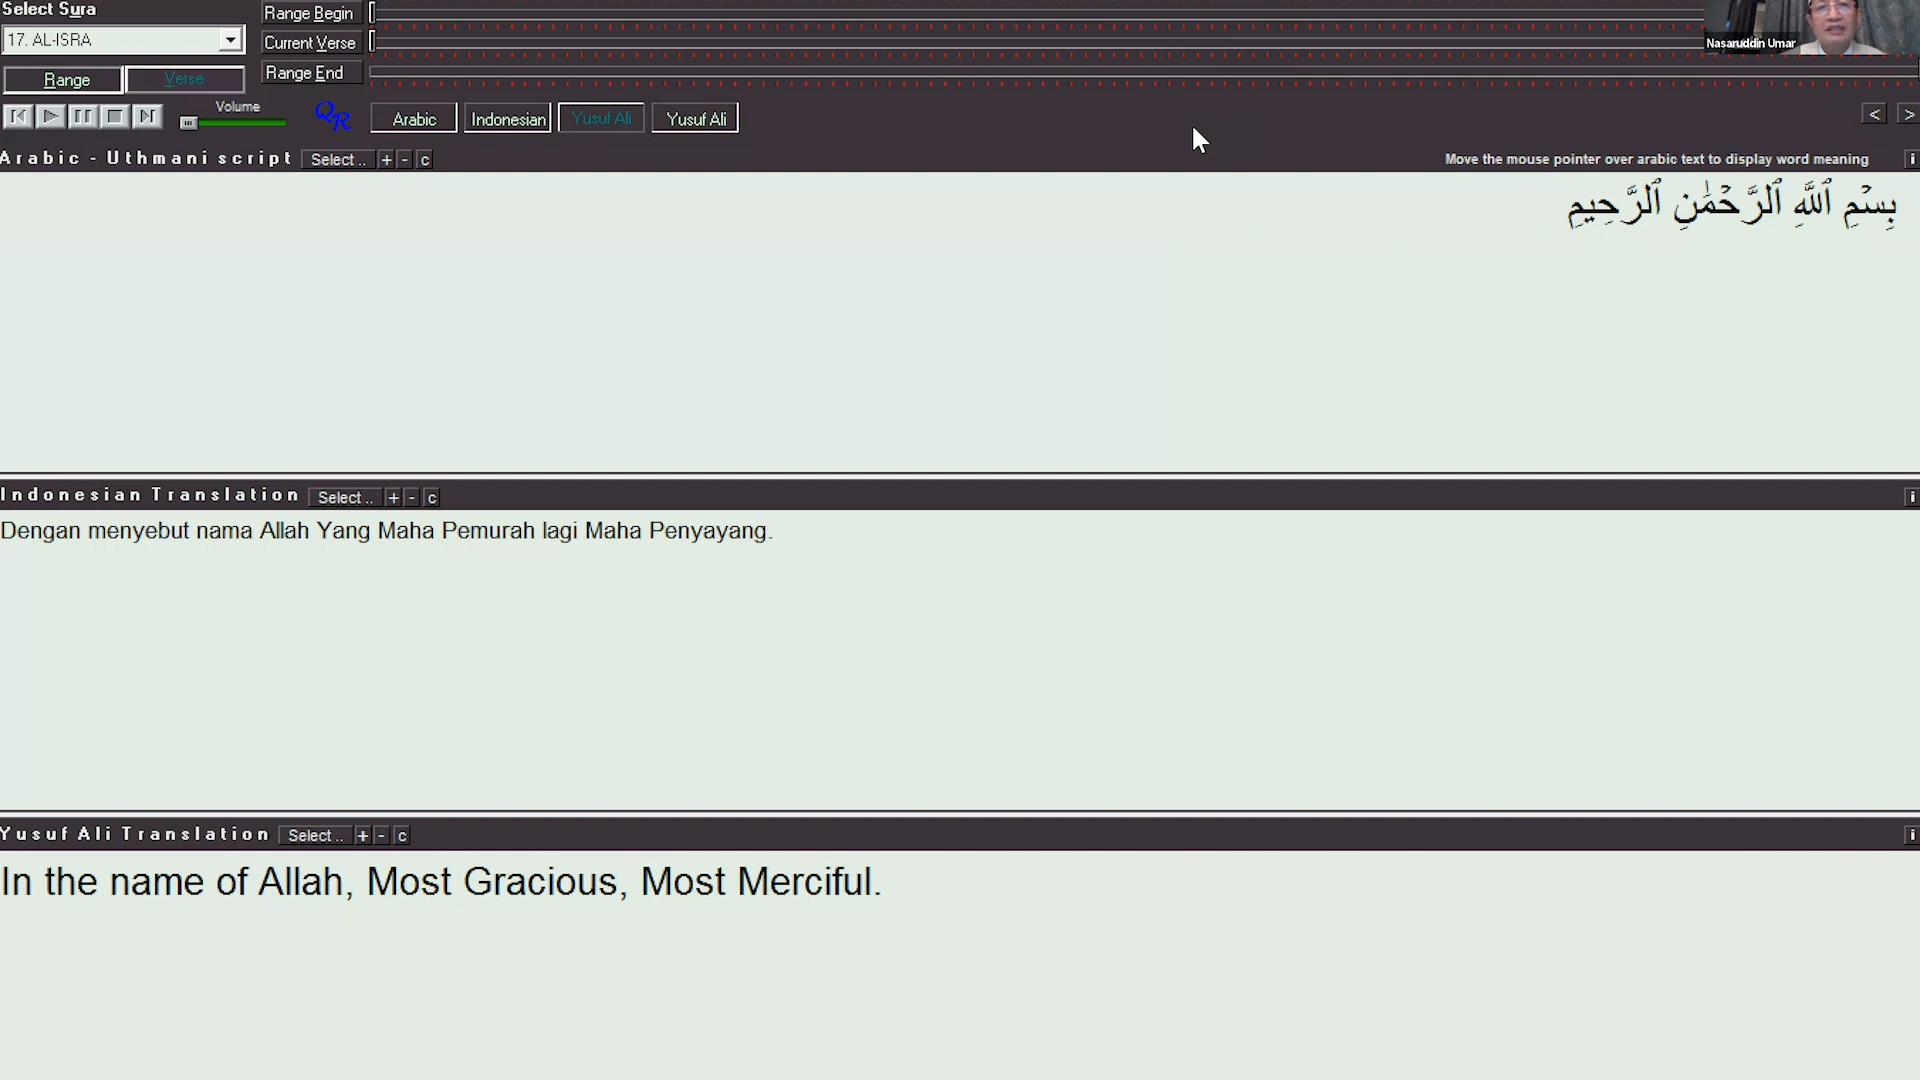 Select Sura
Range Begin
Nasaruddin Umar
17. AL-ISRA
Current Verse
Range End
Range
Verse
Volume
QR
Arabic
Indonesian
Yusuf Ali
Yusuf Ali
<
>
Arabic - Uthmani script
Select ..
+
-
c
Move the mouse pointer over arabic text to display word meaning
i
بِسْمِ ٱللَّهِ ٱلرَّحْمَٰنِ ٱلرَّحِيمِ
Indonesian Translation
Select ..
+
-
c
i
Dengan menyebut nama Allah Yang Maha Pemurah lagi Maha Penyayang.
Yusuf Ali Translation
Select ..
+
-
c
i
In the name of Allah, Most Gracious, Most Merciful.